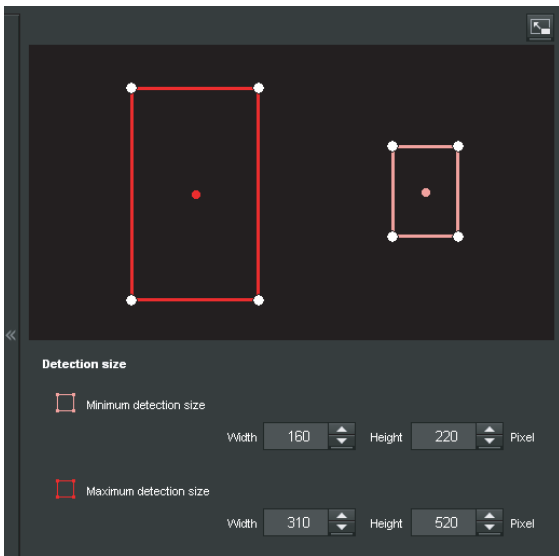 Detection size
Minimum detection size
Width 160 Height 220 Pixel
Maximum detection size
Width 310 Height 520 Pixel